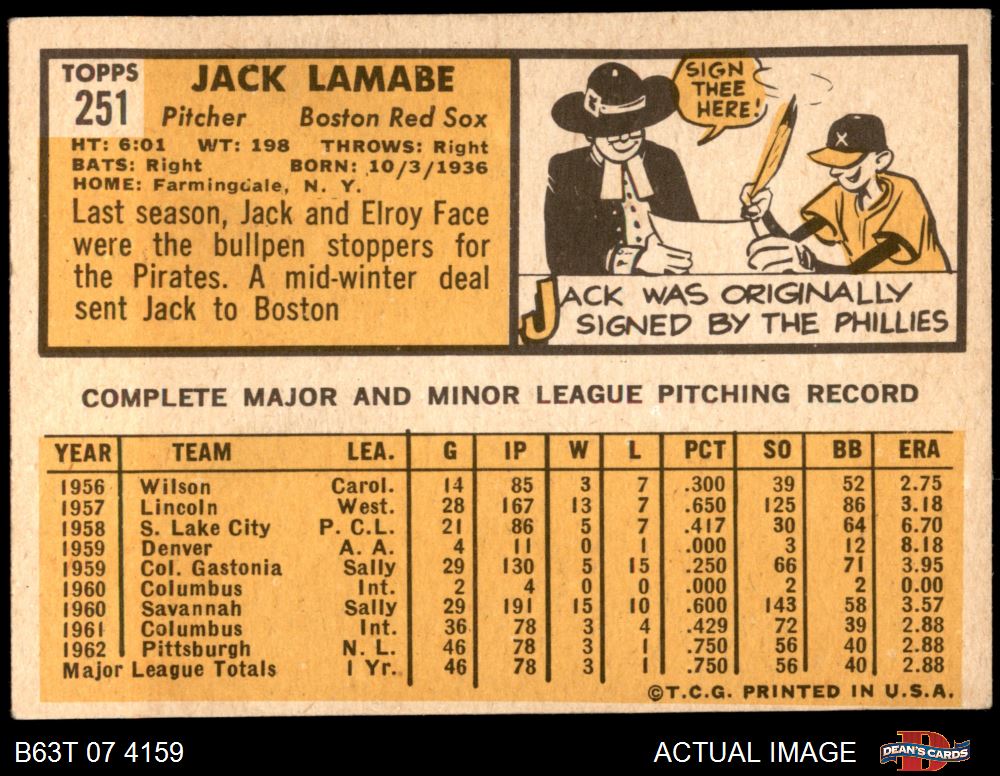 TOPPS
251
JACK LAMABE
Pitcher Boston Red Sox
HT: 6:01 WT: 198 THROWS: Right
BATS: Right BORN: 10/3/1936
HOME: Farmingdale, N. Y.
Last season, Jack and Elroy Face
were the bullpen stoppers for
the Pirates. A mid-winter deal
sent Jack to Boston
SIGN
THEE
HERE!
X
JACK WAS ORIGINALLY
SIGNED BY THE PHILLIES
COMPLETE MAJOR AND MINOR LEAGUE PITCHING RECORD
YEAR TEAM LEA. G IP W L PCT SO BB ERA
1956 Wilson Carol. 14 85 3 7 .300 39 52 2.75
1957 Lincoln West. 28 167 13 7 .650 125 86 3.18
1958 S. Lake City P.C.L. 21 86 5 7 .417 30 64 6.70
1959 Denver A. A. 4 11 0 1 .000 3 12 8.18
1959 Col. Gastonia Sally 29 130 5 15 .250 66 71 3.95
1960 Columbus Int. 2 4 0 0 .000 2 2 0.00
1960 Savannah Sally 29 191 15 10 .600 143 58 3.57
1961 Columbus Int. 36 78 3 4 .429 72 39 2.88
1962 Pittsburgh N. L. 46 78 3 1 .750 56 40 2.88
Major League Totals 1 Yr. 46 78 3 1 .750 56 40 2.88
©T.C.G. PRINTED IN U.S.A.
B63T 07 4159 ACTUAL IMAGE DEAN'S CARDS